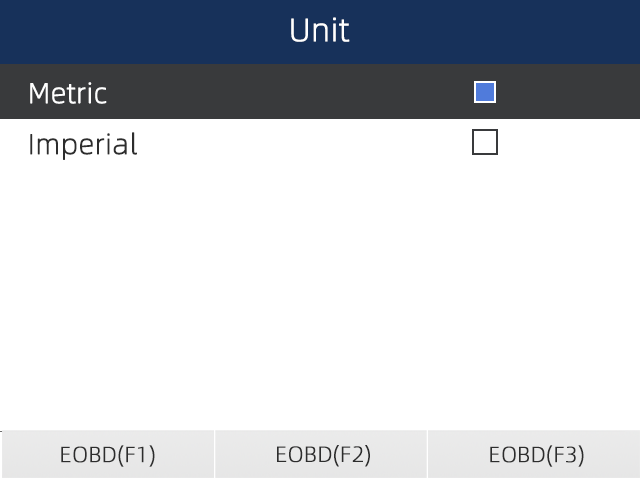 Unit
Metric
Imperial
EOBD(F1) EOBD(F2) EOBD(F3)